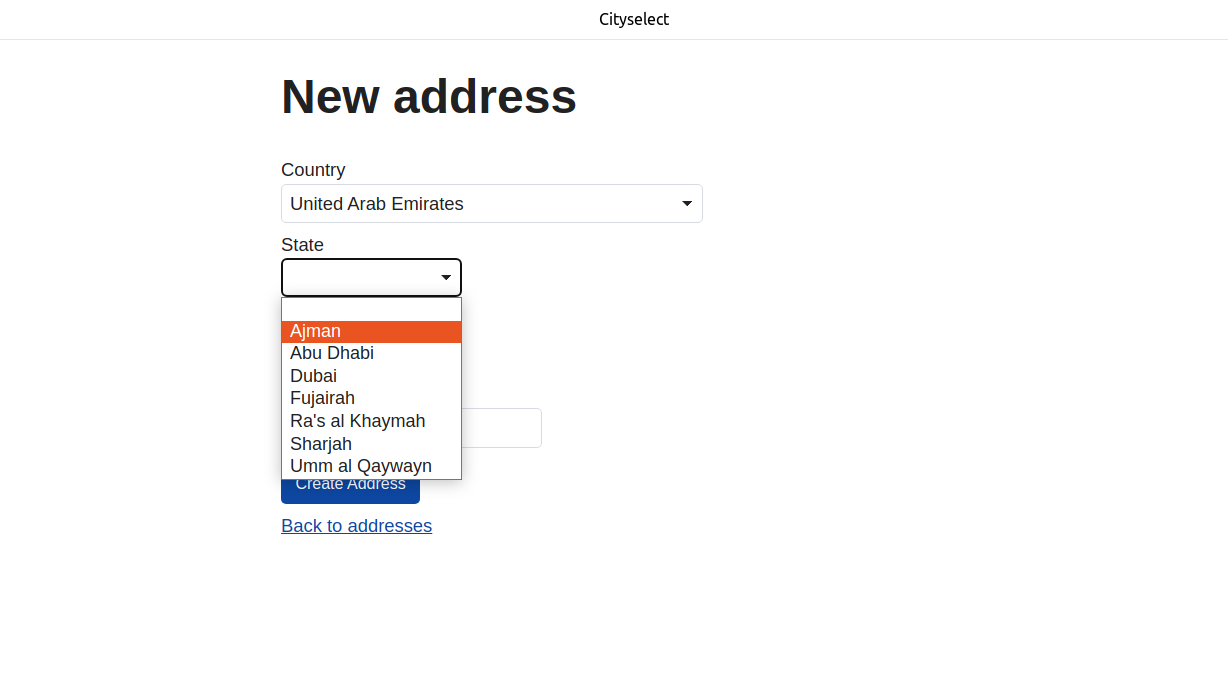 Cityselect
New address
Country
United Arab Emirates
State
Ajman
Abu Dhabi
Dubai
Fujairah
Ra's al Khaymah
Sharjah
Umm al Qaywayn
Create Address
Back to addresses